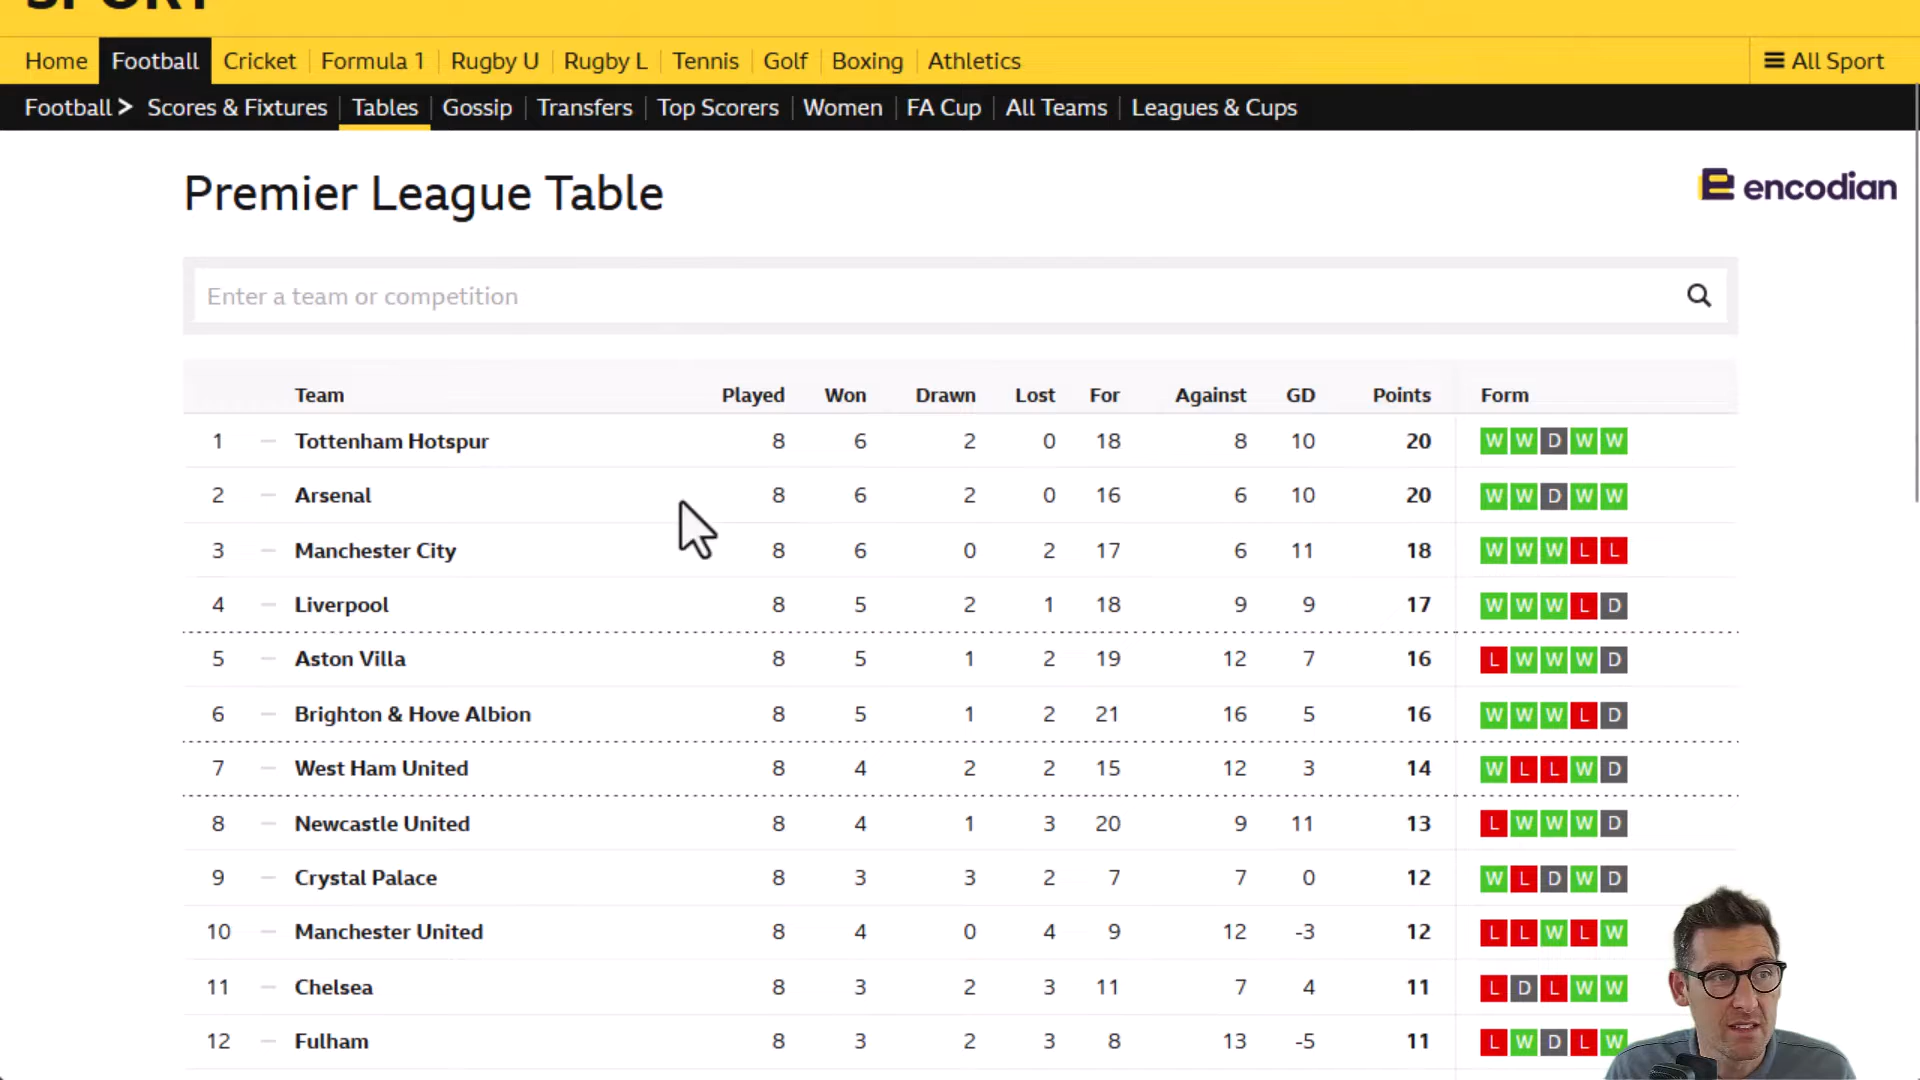 SPORT
Home Football Cricket Formula 1 Rugby U Rugby L Tennis Golf Boxing Athletics All Sport
Football > Scores & Fixtures Tables Gossip Transfers Top Scorers Women FA Cup All Teams Leagues & Cups
Premier League Table
encodian
Enter a team or competition
Team Played Won Drawn Lost For Against GD Points Form
1 Tottenham Hotspur 8 6 2 0 18 8 10 20 W W D W W
2 Arsenal 8 6 2 0 16 6 10 20 W W D W W
3 Manchester City 8 6 0 2 17 6 11 18 W W W L L
4 Liverpool 8 5 2 1 18 9 9 17 W W W L D
5 Aston Villa 8 5 1 2 19 12 7 16 L W W W D
6 Brighton & Hove Albion 8 5 1 2 21 16 5 16 W W W L D
7 West Ham United 8 4 2 2 15 12 3 14 W L L W D
8 Newcastle United 8 4 1 3 20 9 11 13 L W W W D
9 Crystal Palace 8 3 3 2 7 7 0 12 W L D W D
10 Manchester United 8 4 0 4 9 12 -3 12 L L W L W
11 Chelsea 8 3 2 3 11 7 4 11 L D L W W
12 Fulham 8 3 2 3 8 13 -5 11 L W D L W